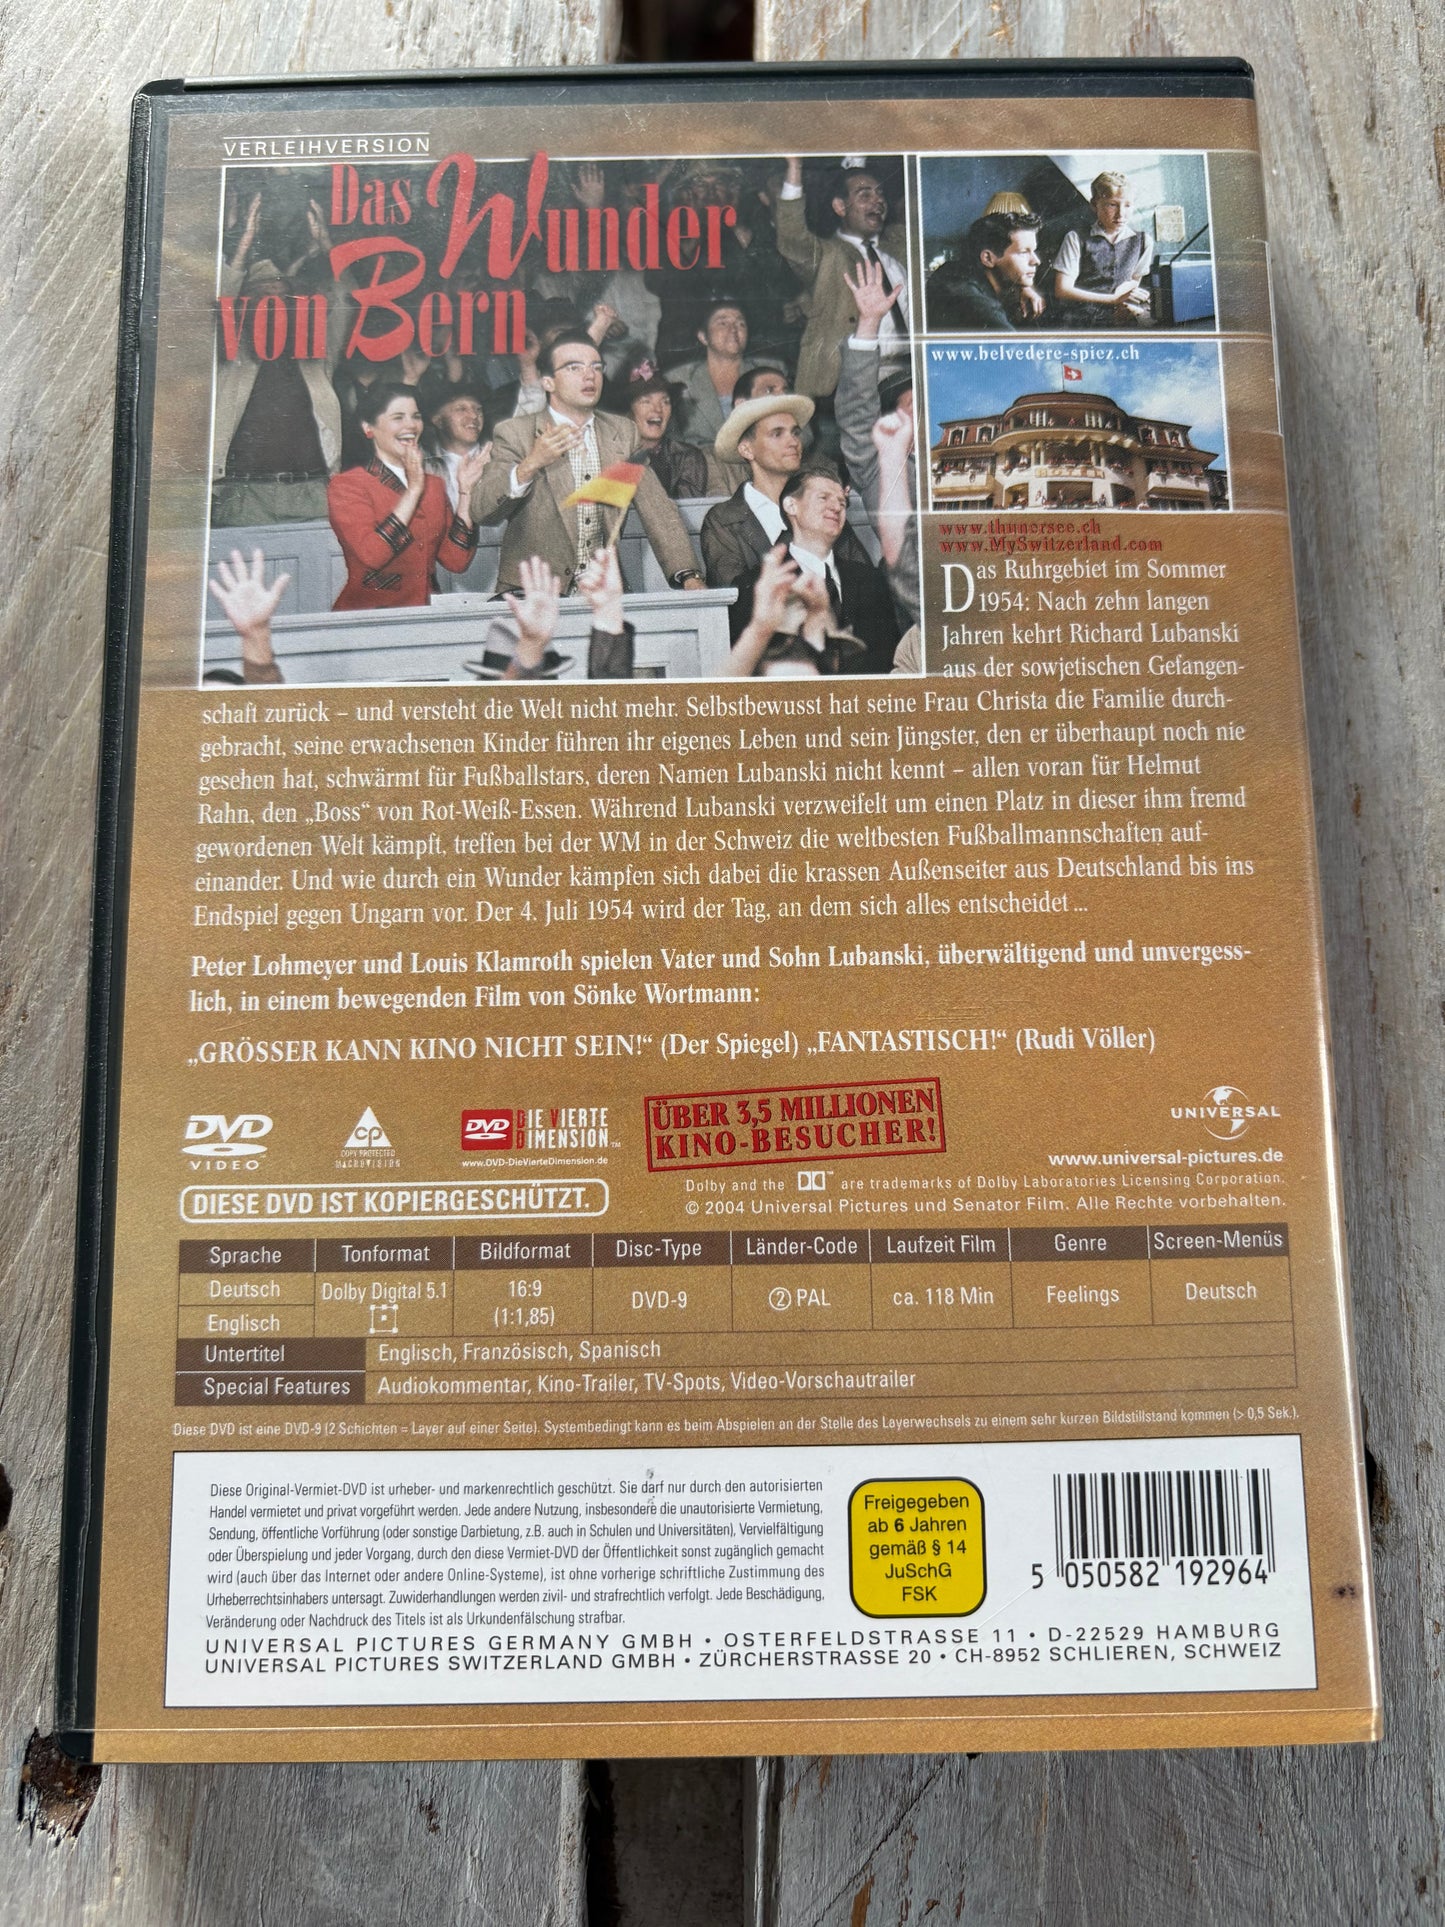 VERLEIHVERSION
Das Wunder
von Bern
www.belvedere-spiez.ch
www.thunersee.ch
www.MySwitzerland.com
Das Ruhrgebiet im Sommer
1954: Nach zehn langen
Jahren kehrt Richard Lubanski
aus der sowjetischen Gefangen-
schaft zurück – und versteht die Welt nicht mehr. Selbstbewusst hat seine Frau Christa die Familie durch-
gebracht, seine erwachsenen Kinder führen ihr eigenes Leben und sein Jüngster, den er überhaupt noch nie
gesehen hat, schwärmt für Fußballstars, deren Namen Lubanski nicht kennt – allen voran für Helmut
Rahn, den „Boss“ von Rot-Weiß-Essen. Während Lubanski verzweifelt um einen Platz in dieser ihm fremd
gewordenen Welt kämpft, treffen bei der WM in der Schweiz die weltbesten Fußballmannschaften auf-
einander. Und wie durch ein Wunder kämpfen sich dabei die krassen Außenseiter aus Deutschland bis ins
Endspiel gegen Ungarn vor. Der 4. Juli 1954 wird der Tag, an dem sich alles entscheidet ...
Peter Lohmeyer und Louis Klamroth spielen Vater und Sohn Lubanski, überwältigend und unvergess-
lich, in einem bewegenden Film von Sönke Wortmann:
„GRÖSSER KANN KINO NICHT SEIN!“ (Der Spiegel) „FANTASTISCH!“ (Rudi Völler)
DVD
VIDEO
CP
COPY PROTECTED
MACROVISION
DVD DIE VIERTE
DIMENSION™
www.DVD-DieVierteDimension.de
ÜBER 3,5 MILLIONEN
KINO-BESUCHER!
UNIVERSAL
www.universal-pictures.de
DIESE DVD IST KOPIERGESCHÜTZT.
Dolby and the ™ are trademarks of Dolby Laboratories Licensing Corporation.
© 2004 Universal Pictures und Senator Film. Alle Rechte vorbehalten.
Sprache Tonformat Bildformat Disc-Type Länder-Code Laufzeit Film Genre Screen-Menüs
Deutsch Dolby Digital 5.1 16:9 DVD-9 2 PAL ca. 118 Min Feelings Deutsch
Englisch (1:1,85)
Untertitel Englisch, Französisch, Spanisch
Special Features Audiokommentar, Kino-Trailer, TV-Spots, Video-Vorschautrailer
Diese DVD ist eine DVD-9 (2 Schichten = Layer auf einer Seite). Systembedingt kann es beim Abspielen an der Stelle des Layerwechsels zu einem sehr kurzen Bildstillstand kommen (> 0,5 Sek.).
Diese Original-Vermiet-DVD ist urheber- und markenrechtlich geschützt. Sie darf nur durch den autorisierten
Handel vermietet und privat vorgeführt werden. Jede andere Nutzung, insbesondere die unautorisierte Vermietung,
Sendung, öffentliche Vorführung (oder sonstige Darbietung, z.B. auch in Schulen und Universitäten), Vervielfältigung
oder Überspielung und jeder Vorgang, durch den diese Vermiet-DVD der Öffentlichkeit sonst zugänglich gemacht
wird (auch über das Internet oder andere Online-Systeme), ist ohne vorherige schriftliche Zustimmung des
Urheberrechtsinhabers untersagt. Zuwiderhandlungen werden zivil- und strafrechtlich verfolgt. Jede Beschädigung,
Veränderung oder Nachdruck des Titels ist als Urkundenfälschung strafbar.
Freigegeben
ab 6 Jahren
gemäß § 14
JuSchG
FSK
5 050582 192964
UNIVERSAL PICTURES GERMANY GMBH • OSTERFELDSTRASSE 11 • D-22529 HAMBURG
UNIVERSAL PICTURES SWITZERLAND GMBH • ZÜRCHERSTRASSE 20 • CH-8952 SCHLIEREN, SCHWEIZ